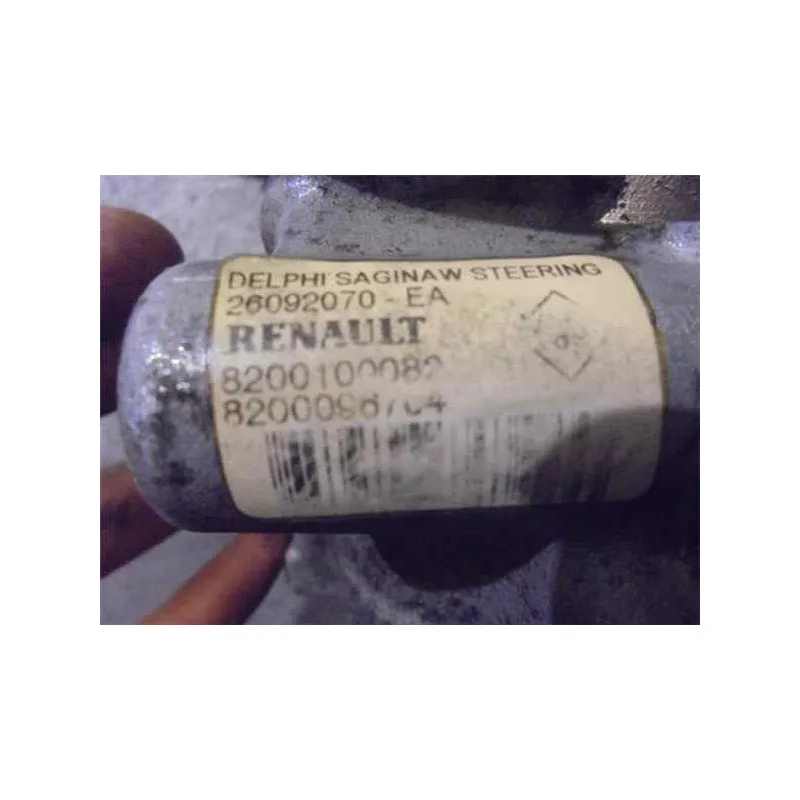 DELPHI SAGINAW STEERING
26092070 - EA
RENAULT
8200100082